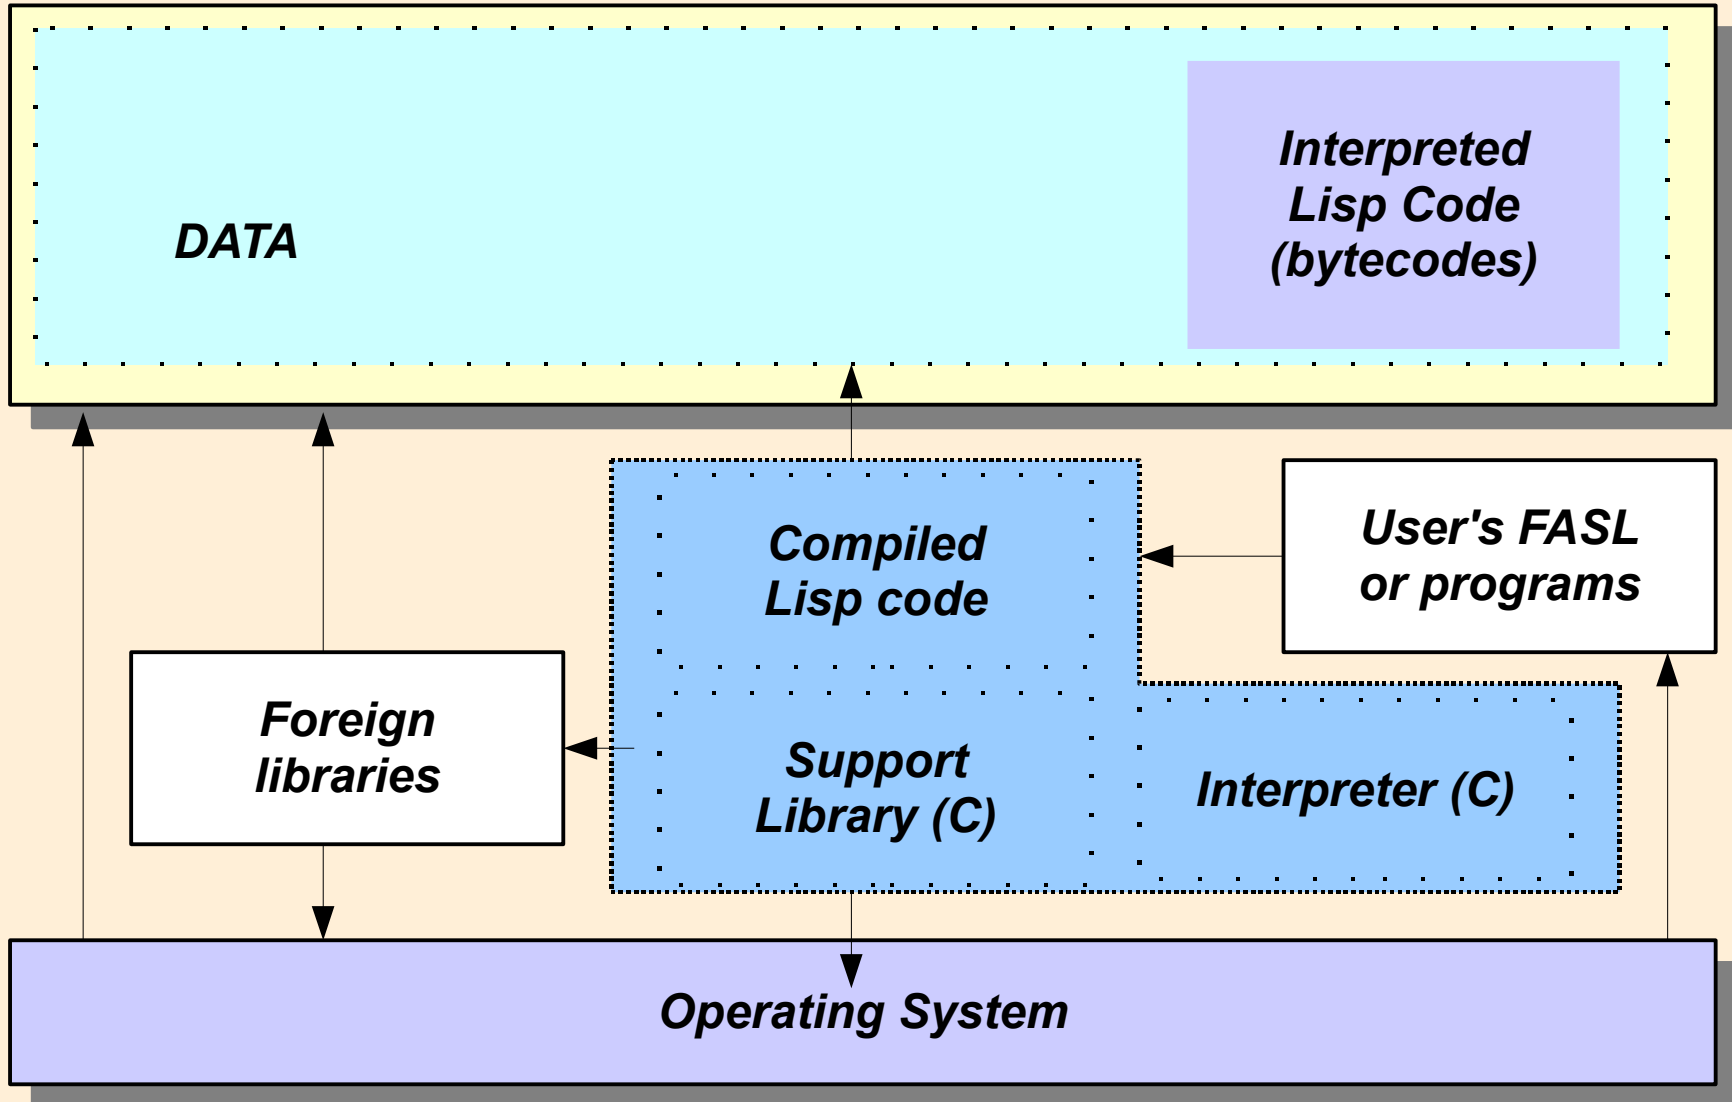 Interpreted
Lisp Code
(bytecodes)
DATA
Compiled
Lisp code
User's FASL
or programs
Foreign
libraries
Support
Library (C)
Interpreter (C)
Operating System